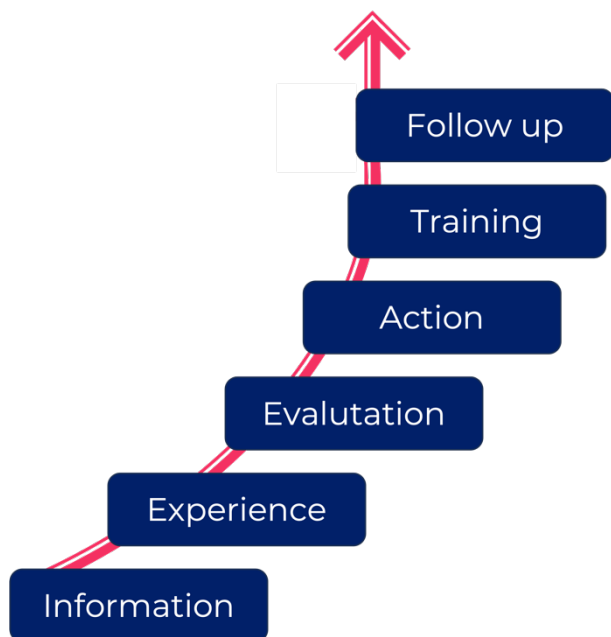 Follow up
Training
Action
Evalutation
Experience
Information